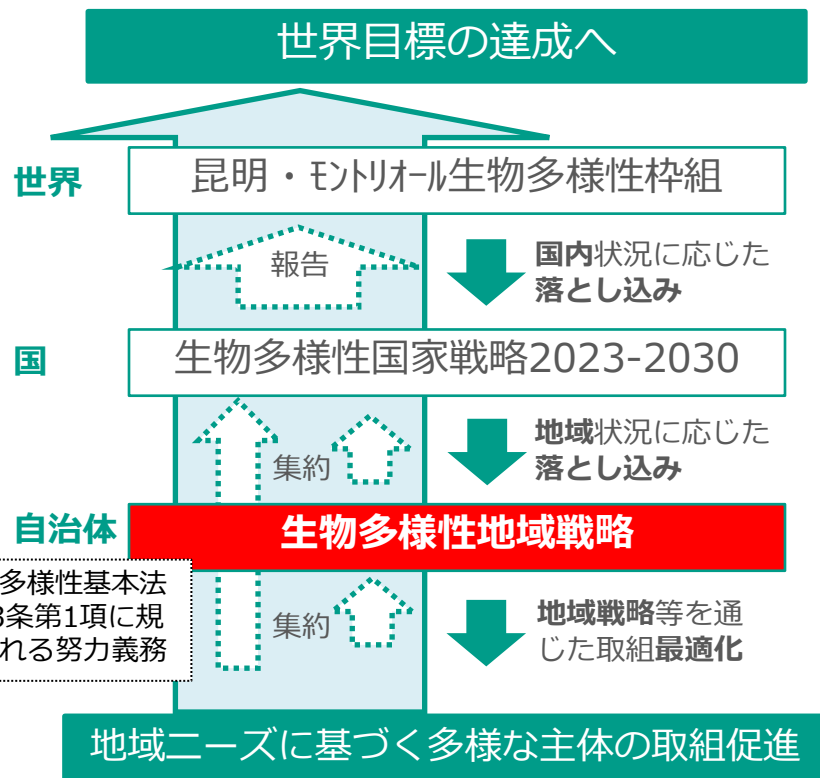 世界目標の達成へ
世界
昆明・ﾓﾝﾄﾘｵｰﾙ生物多様性枠組
報告
国内状況に応じた
落とし込み
国
生物多様性国家戦略2023-2030
集約
地域状況に応じた
落とし込み
自治体
生物多様性地域戦略
多様性基本法
条第1項に規
れる努力義務
集約
地域戦略等を通
じた取組最適化
地域ニーズに基づく多様な主体の取組促進